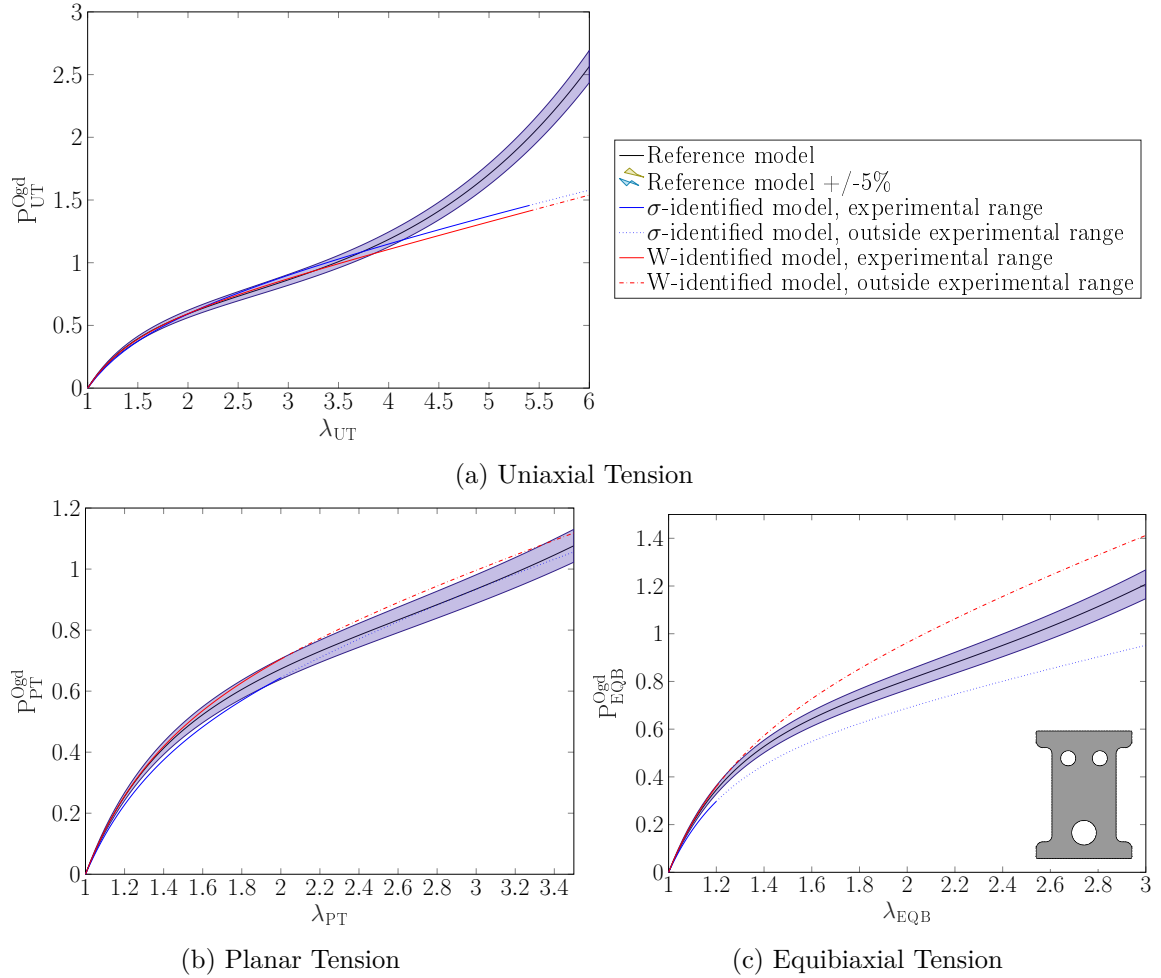 3
2.5
2
1.5
1
0.5
0
P_UT^Ogd
1 1.5 2 2.5 3 3.5 4 4.5 5 5.5 6
λ_UT
Reference model
Reference model +/-5%
σ-identified model, experimental range
σ-identified model, outside experimental range
W-identified model, experimental range
W-identified model, outside experimental range
(a) Uniaxial Tension
1.2
1
0.8
0.6
0.4
0.2
0
P_PT^Ogd
1 1.2 1.4 1.6 1.8 2 2.2 2.4 2.6 2.8 3 3.2 3.4
λ_PT
(b) Planar Tension
1.4
1.2
1
0.8
0.6
0.4
0.2
0
P_EQB^Ogd
1 1.2 1.4 1.6 1.8 2 2.2 2.4 2.6 2.8 3
λ_EQB
(c) Equibiaxial Tension